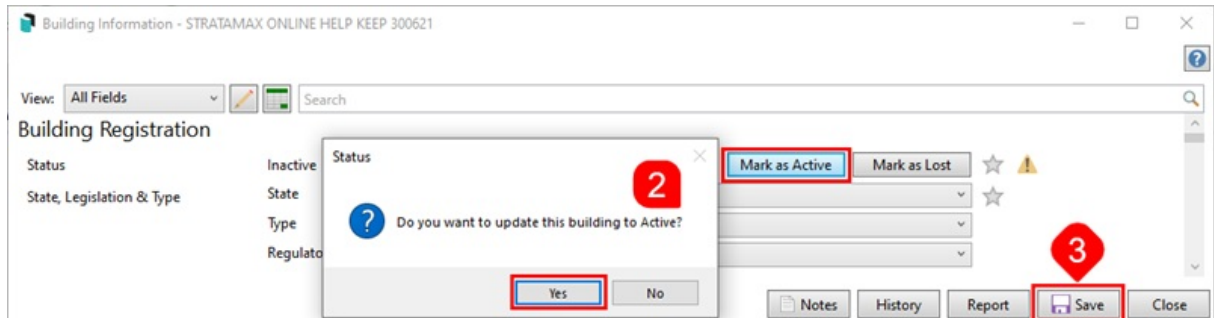 Building Information - STRATAMAX ONLINE HELP KEEP 300621
View: All Fields Search
Building Registration
Status Inactive Mark as Active Mark as Lost
State, Legislation & Type State
Type
Regulato
Status
2
Do you want to update this building to Active?
Yes No
3
Notes History Report Save Close